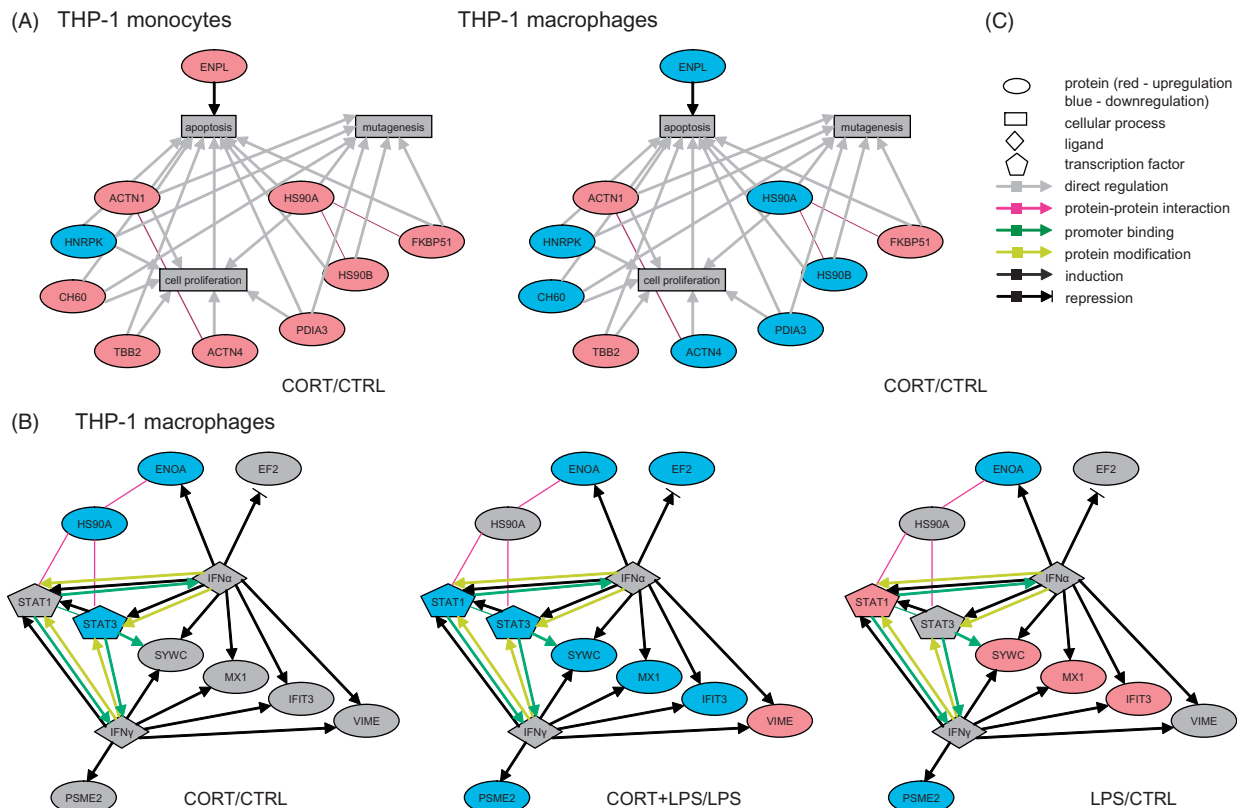 (A) THP-1 monocytes
ENPL
apoptosis
mutagenesis
ACTN1
HS90A
HNRPK
FKBP51
HS90B
cell proliferation
CH60
PDIA3
TBB2
ACTN4
CORT/CTRL
THP-1 macrophages
ENPL
apoptosis
mutagenesis
ACTN1
HS90A
HNRPK
FKBP51
HS90B
cell proliferation
CH60
PDIA3
TBB2
ACTN4
CORT/CTRL
(C)
protein (red - upregulation
blue - downregulation)
cellular process
ligand
transcription factor
direct regulation
protein-protein interaction
promoter binding
protein modification
induction
repression
(B) THP-1 macrophages
ENOA
EF2
HS90A
IFNα
STAT1
STAT3
SYWC
MX1
IFIT3
VIME
IFNγ
PSME2
CORT/CTRL
ENOA
EF2
HS90A
IFNα
STAT1
STAT3
SYWC
MX1
IFIT3
VIME
IFNγ
PSME2
CORT+LPS/LPS
ENOA
EF2
HS90A
IFNα
STAT1
STAT3
SYWC
MX1
IFIT3
VIME
IFNγ
PSME2
LPS/CTRL